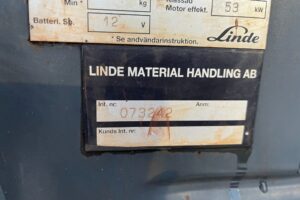 Min kg Motor effekt. 53 kW
Batteri. Sp. 12 V
* Se användarinstruktion. Linde
LINDE MATERIAL HANDLING AB
Int. nr: 073242 Anm:
Kunds int. nr: